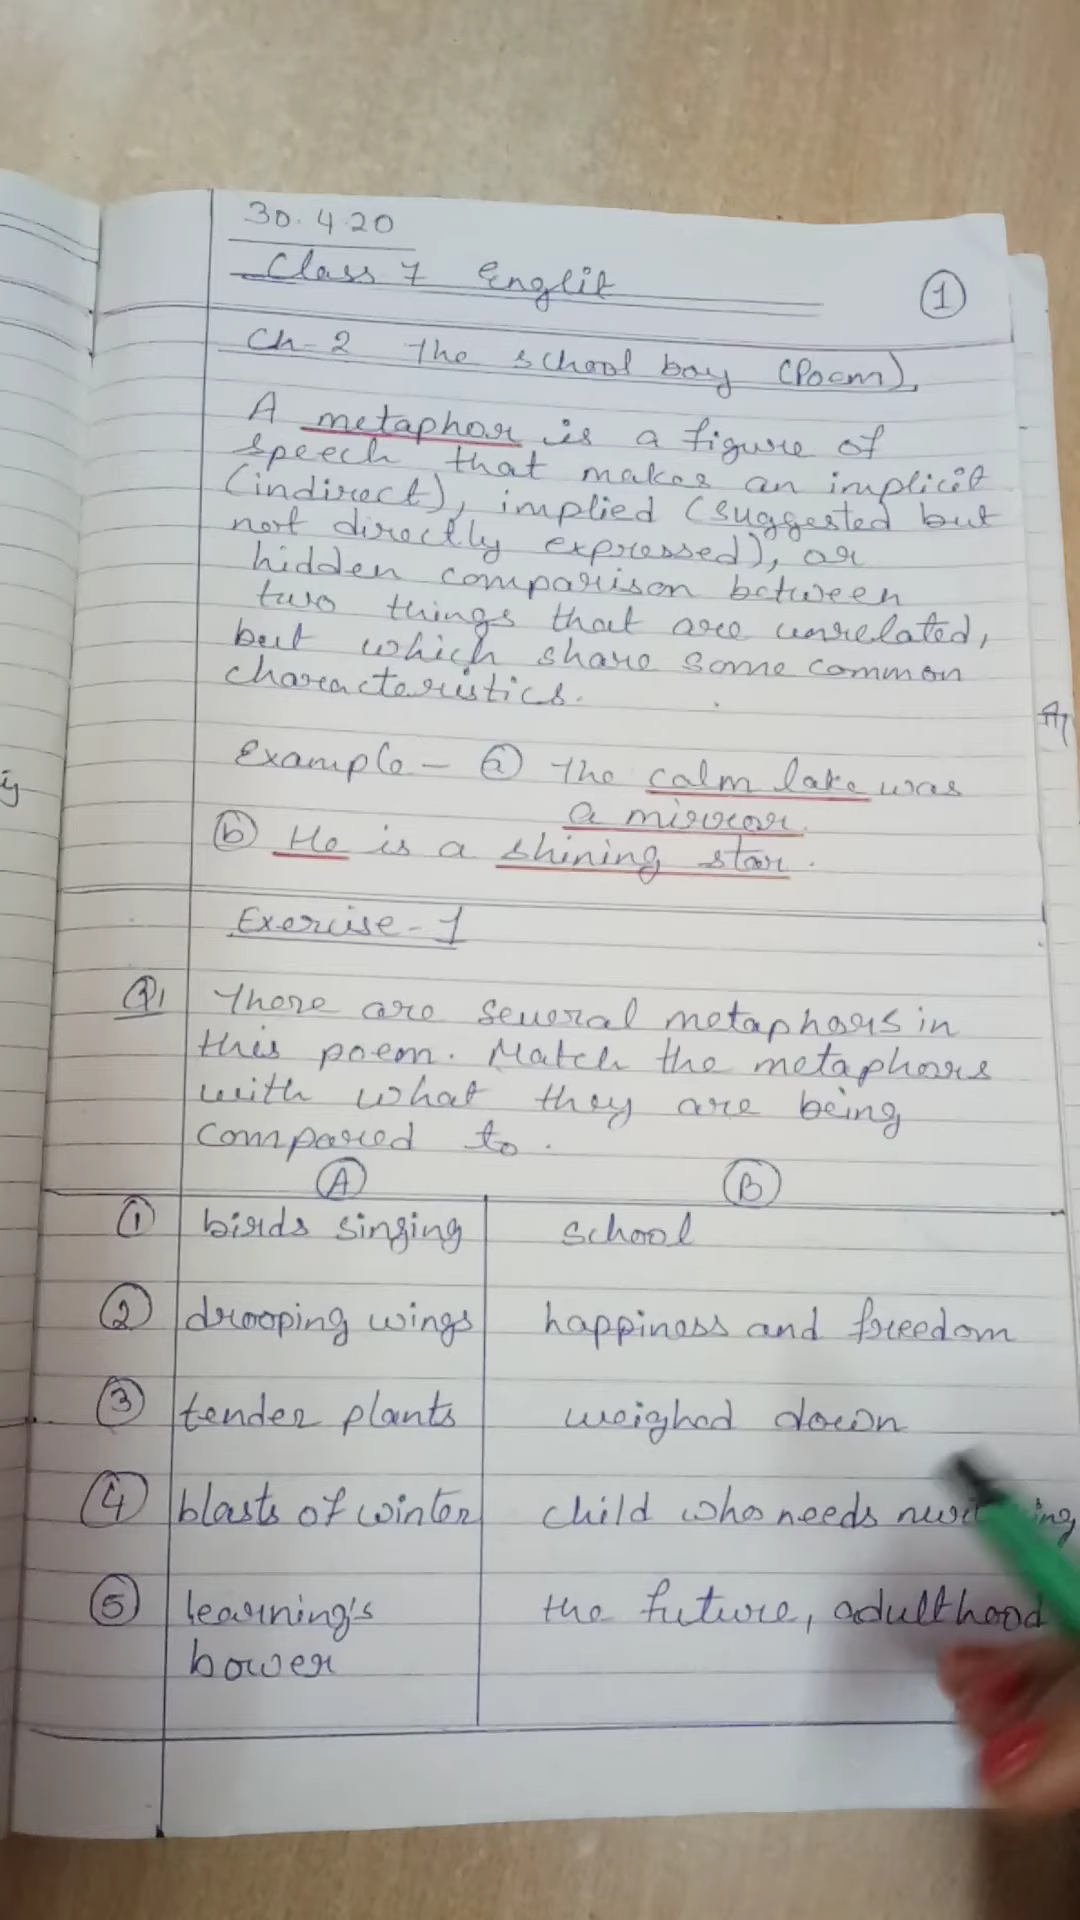 30.4.20
Class 7 Englit
1
Ch-2 The school boy (Poem),
A metaphor is a figure of
speech that makes an implicit
(indirect), implied (suggested but
not directly expressed), or
hidden comparison between
two things that are unrelated,
but which share some common
characteristics.
Example - a The calm lake was
a mirror.
b He is a shining star.
Exercise-1
Q1 There are several metaphors in
this poem. Match the metaphors
with what they are being
compared to.
A B
1 birds singing school
2 drooping wings happiness and freedom
3 tender plants weighed down
4 blasts of winter child who needs
5 learning's the future, adulthood
bower